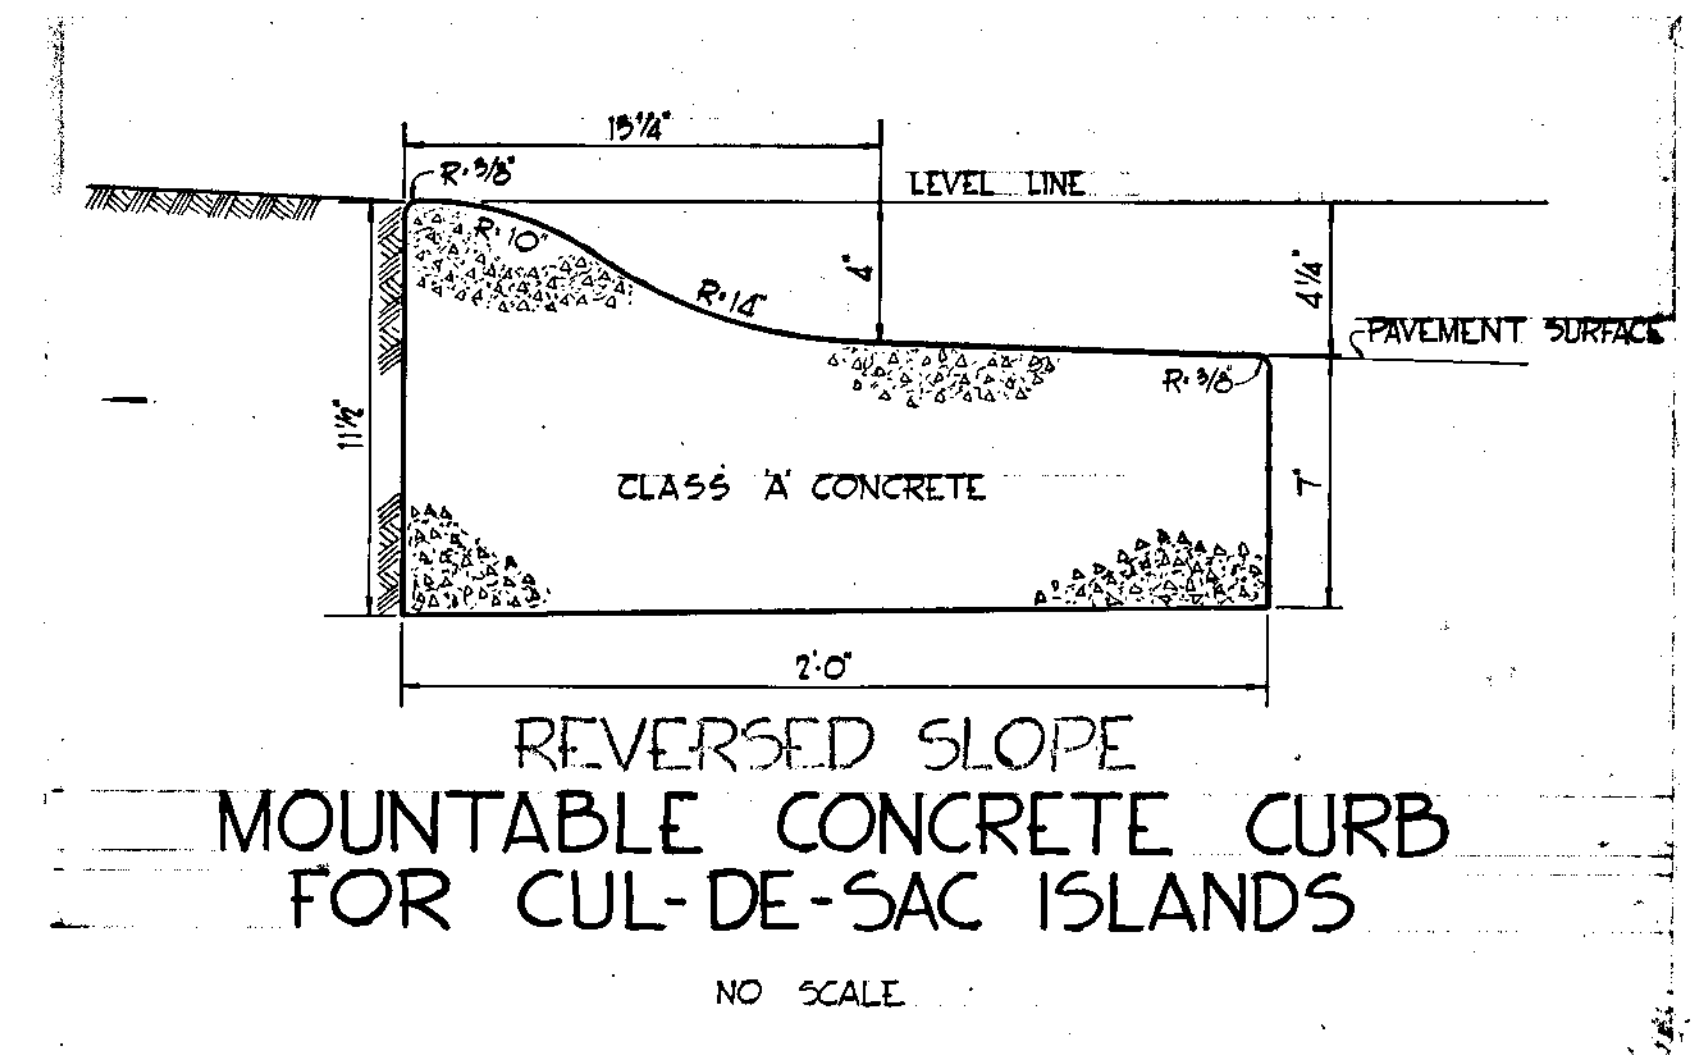 13¼"
R=3/8"
LEVEL LINE
R=10"
4"
4¼"
R=14"
PAVEMENT SURFACE
R=3/8"
11½"
CLASS 'A' CONCRETE
7"
2'-0"
REVERSED SLOPE
MOUNTABLE CONCRETE CURB
FOR CUL-DE-SAC ISLANDS
NO SCALE